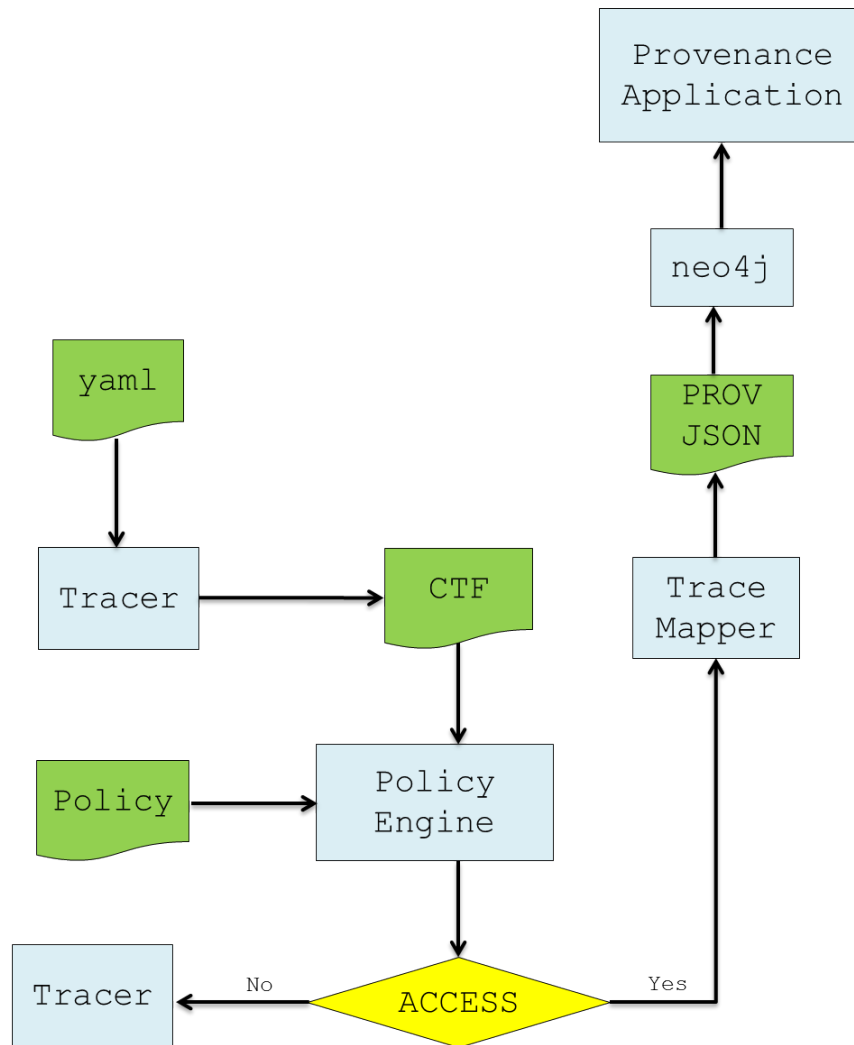 Provenance
Application
neo4j
yaml
PROV
JSON
Tracer
CTF
Trace
Mapper
Policy
Policy
Engine
Tracer
No
ACCESS
Yes